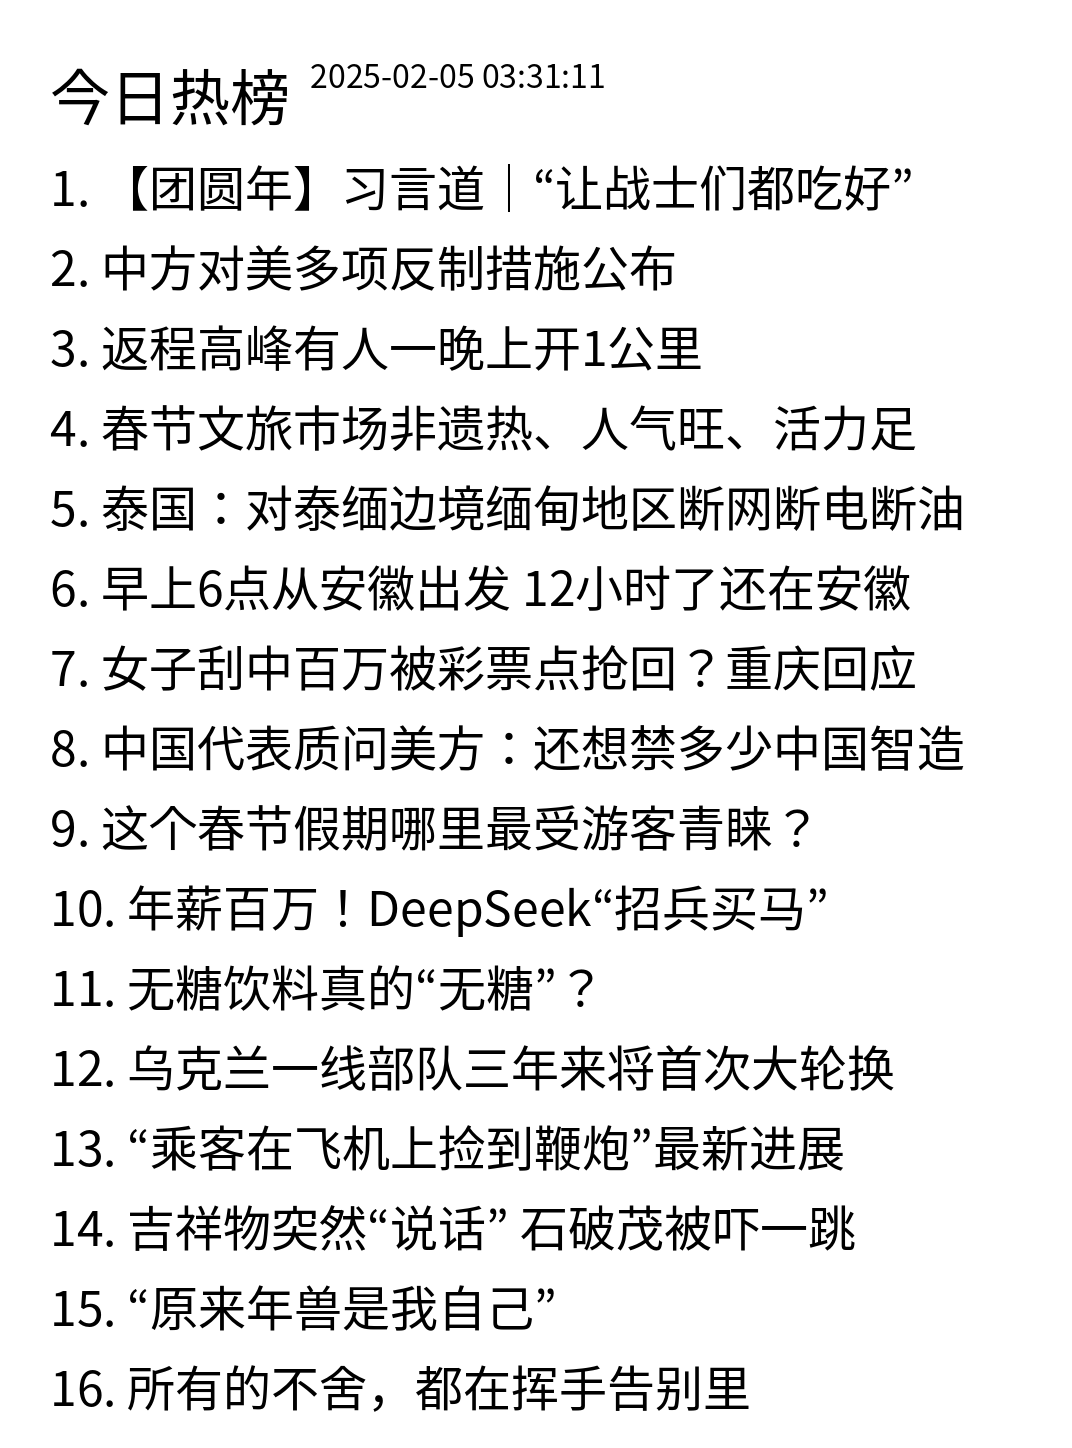 今日热榜 2025-02-05 03:31:11
1. 【团圆年】习言道｜“让战士们都吃好”
2. 中方对美多项反制措施公布
3. 返程高峰有人一晚上开1公里
4. 春节文旅市场非遗热、人气旺、活力足
5. 泰国：对泰缅边境缅甸地区断网断电断油
6. 早上6点从安徽出发 12小时了还在安徽
7. 女子刮中百万被彩票点抢回？重庆回应
8. 中国代表质问美方：还想禁多少中国智造
9. 这个春节假期哪里最受游客青睐？
10. 年薪百万！DeepSeek“招兵买马”
11. 无糖饮料真的“无糖”？
12. 乌克兰一线部队三年来将首次大轮换
13. “乘客在飞机上捡到鞭炮”最新进展
14. 吉祥物突然“说话” 石破茂被吓一跳
15. “原来年兽是我自己”
16. 所有的不舍，都在挥手告别里